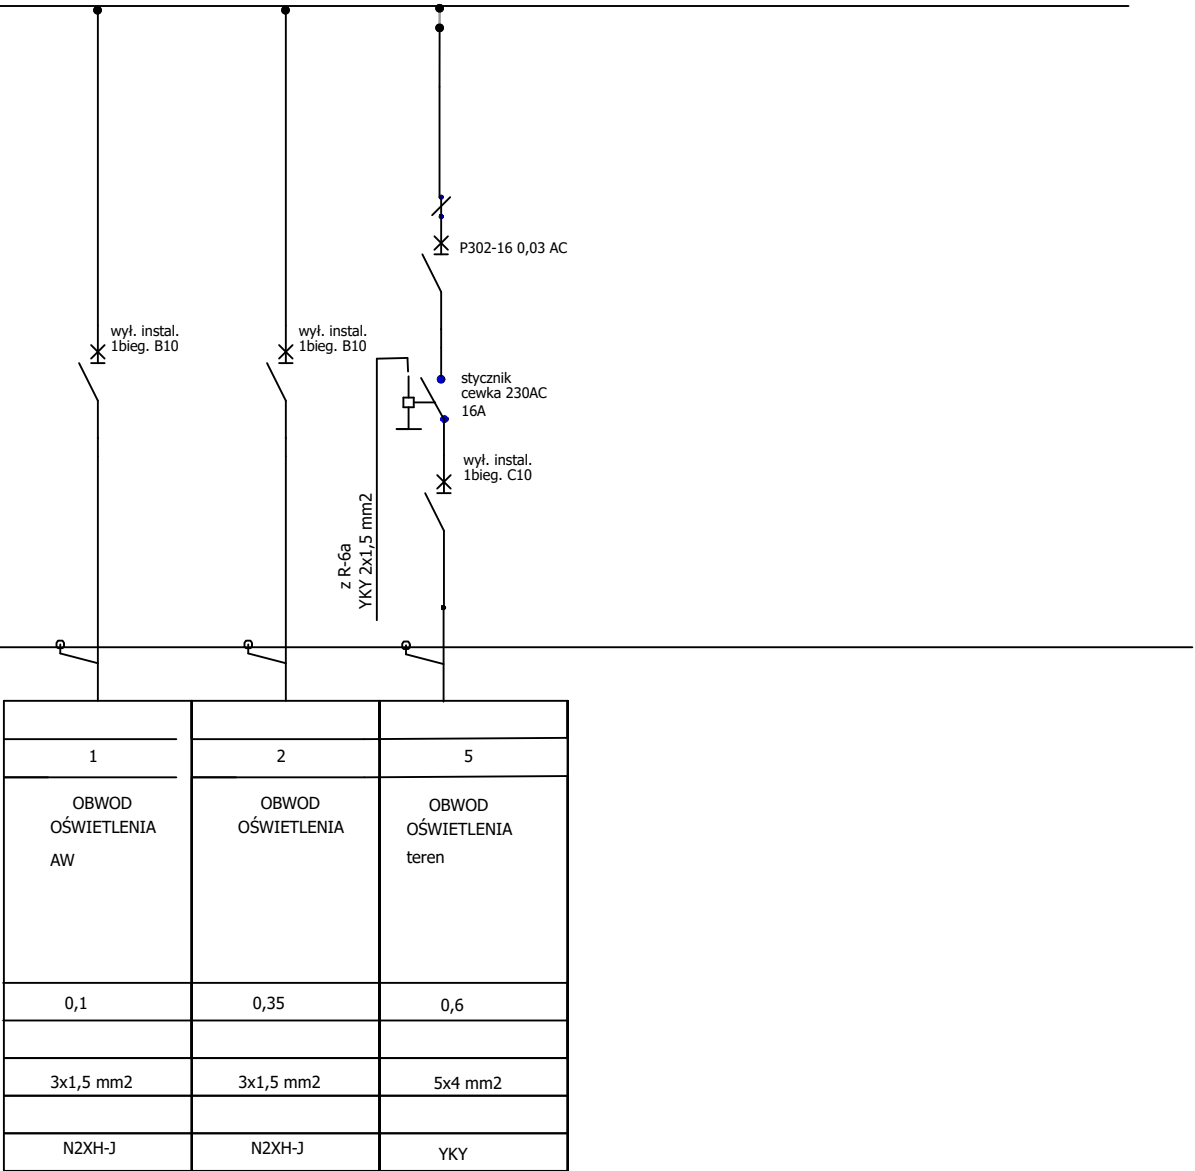 P302-16 0,03 AC
wył. instal.
1bieg. B10
wył. instal.
1bieg. B10
stycznik
cewka 230AC
16A
wył. instal.
1bieg. C10
z R-6a
YKY 2x1,5 mm2
1
2
5
OBWOD
OŚWIETLENIA
AW
OBWOD
OŚWIETLENIA
OBWOD
OŚWIETLENIA
teren
0,1
0,35
0,6
3x1,5 mm2
3x1,5 mm2
5x4 mm2
N2XH-J
N2XH-J
YKY